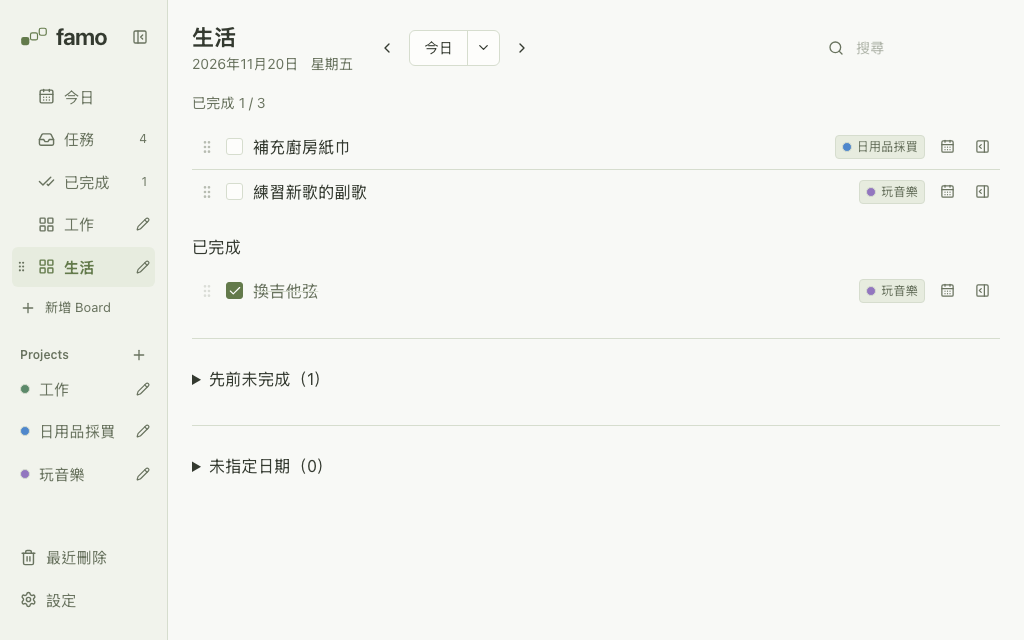 famo
今日
任務 4
已完成 1
工作
生活
新增 Board
Projects
工作
日用品採買
玩音樂
最近刪除
設定
生活
2026年11月20日 星期五
今日
搜尋
已完成 1 / 3
補充廚房紙巾 日用品採買
練習新歌的副歌 玩音樂
已完成
換吉他弦 玩音樂
先前未完成（1）
未指定日期（0）